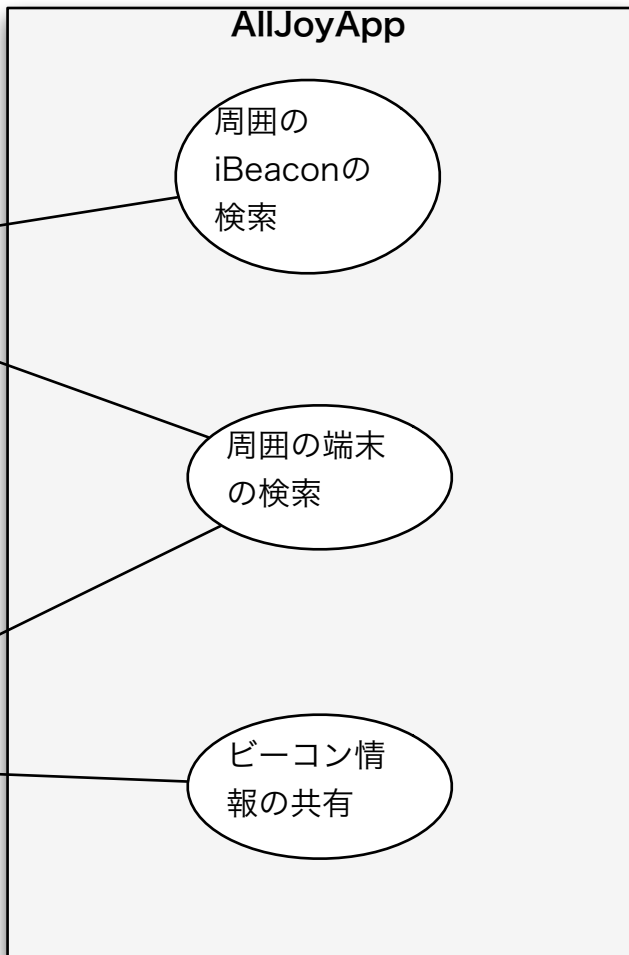 AllJoyApp
周囲の
iBeaconの
検索
周囲の端末
の検索
ビーコン情
報の共有